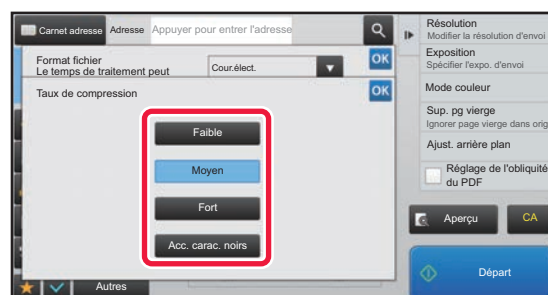 Carnet adresse
Adresse
Appuyer pour entrer l'adresse
Format fichier
Le temps de traitement peut
Cour.élect.
OK
Taux de compression
OK
Faible
Moyen
Fort
Acc. carac. noirs
Autres
Résolution
Modifier la résolution d'envoi
Exposition
Spécifier l'expo. d'envoi
Mode couleur
Sup. pg vierge
Ignorer page vierge dans orig
Ajust. arrière plan
Réglage de l'obliquité
du PDF
Aperçu
CA
Départ